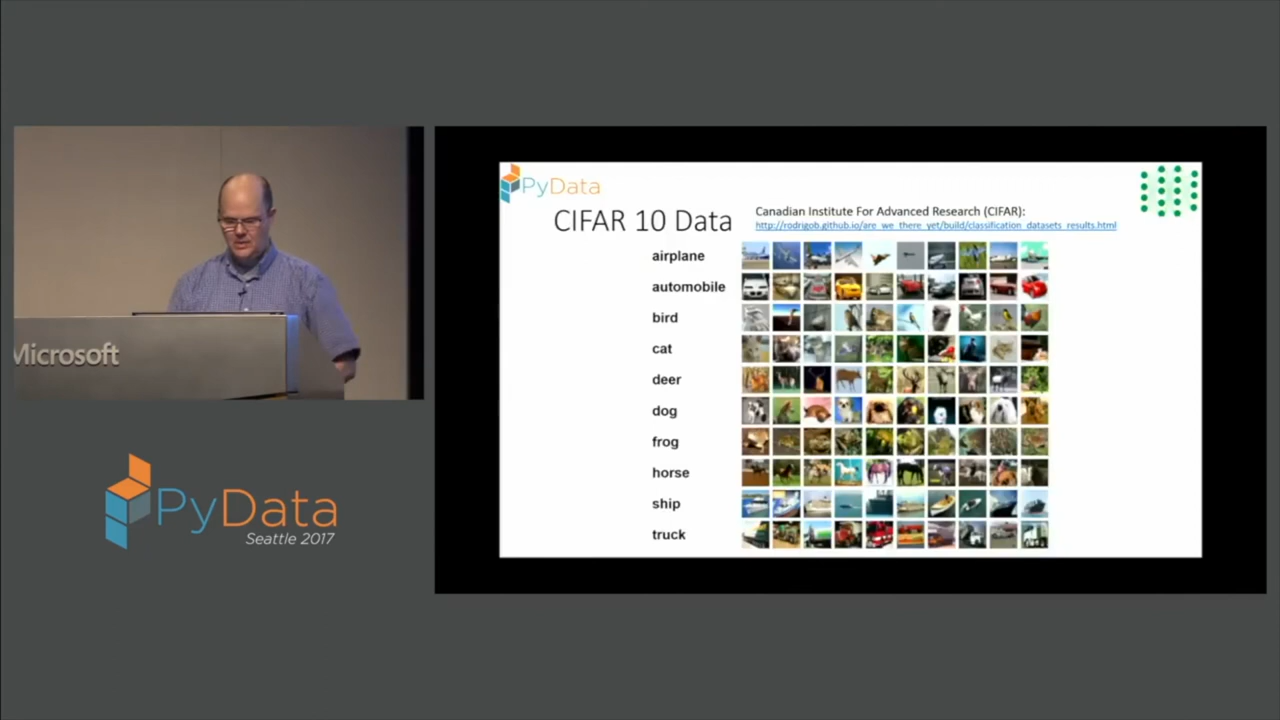 Microsoft
PyData
Seattle 2017
PyData
CIFAR 10 Data
Canadian Institute For Advanced Research (CIFAR):
http://rodrigob.github.io/are_we_there_yet/build/classification_datasets_results.html
airplane
automobile
bird
cat
deer
dog
frog
horse
ship
truck